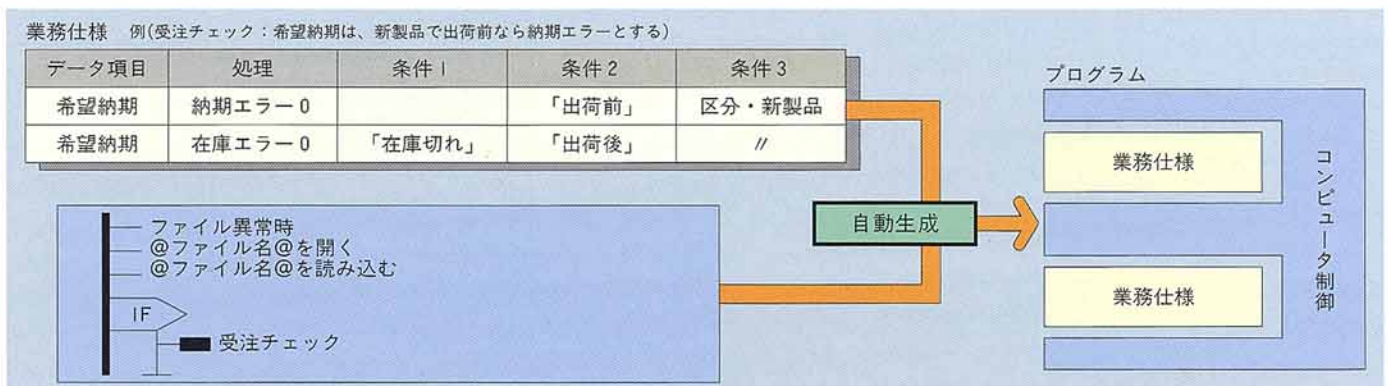 業務仕様 例(受注チェック：希望納期は、新製品で出荷前なら納期エラーとする)
データ項目 処理 条件1 条件2 条件3
希望納期 納期エラー0 「出荷前」 区分・新製品
希望納期 在庫エラー0 「在庫切れ」 「出荷後」 〃
ファイル異常時
@ファイル名@を開く
@ファイル名@を読み込む
IF
受注チェック
自動生成
プログラム
業務仕様
業務仕様
コンピュータ制御